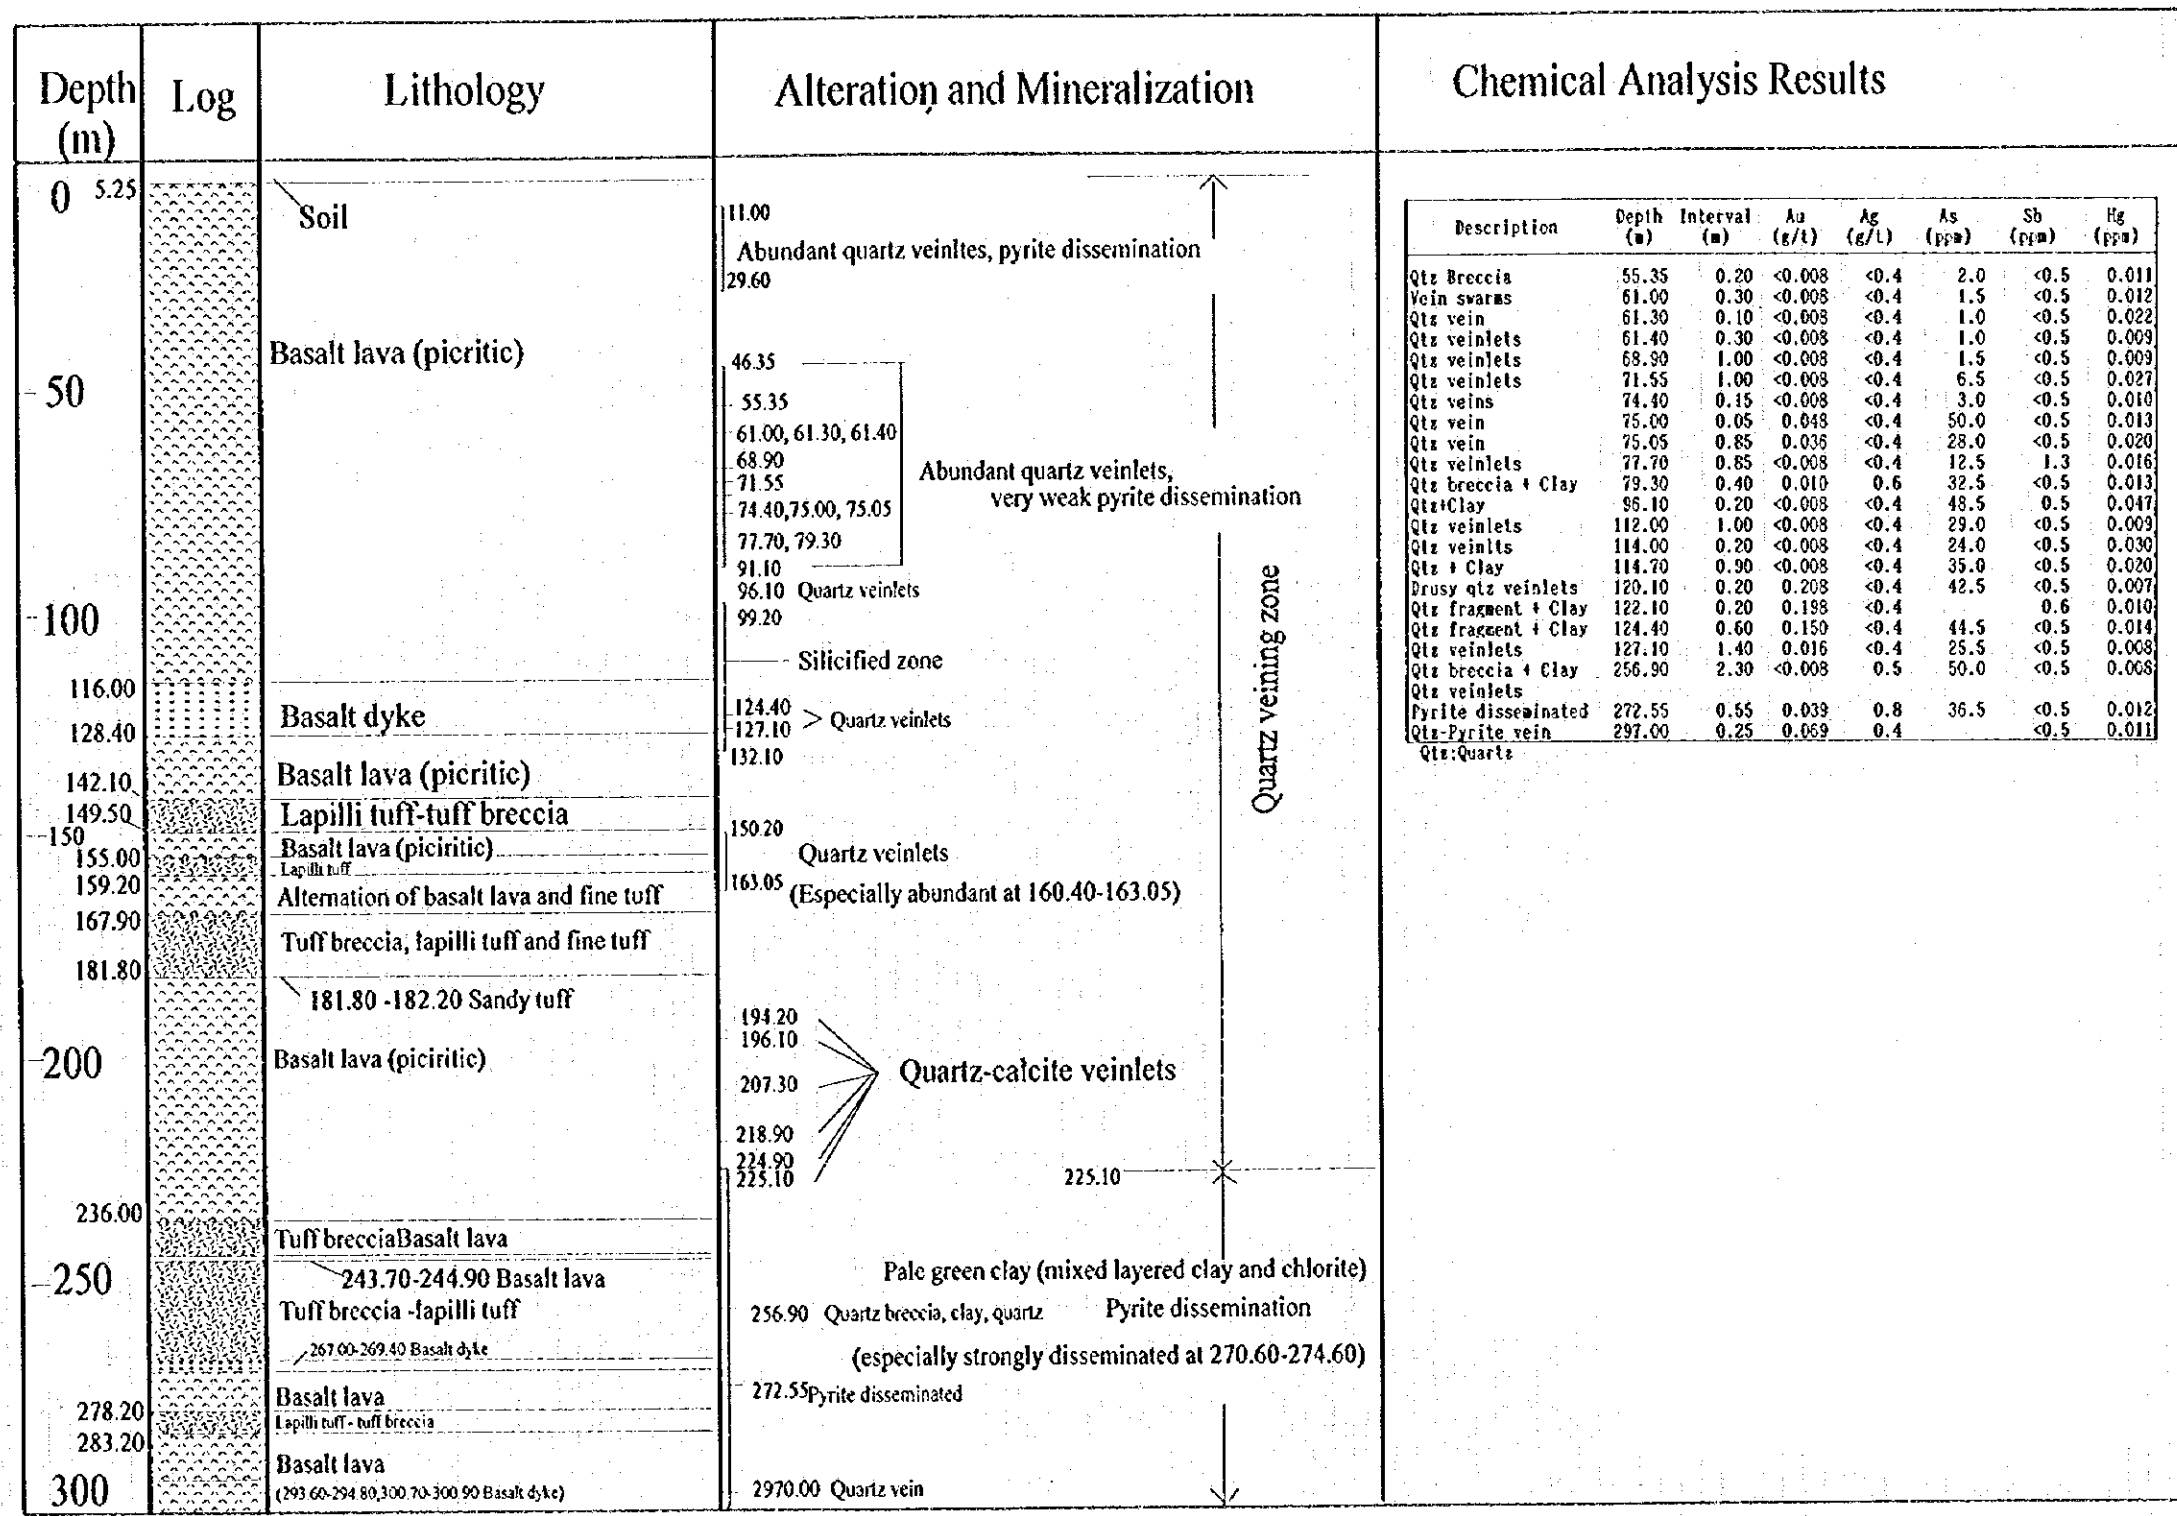 Depth (m)
Log
Lithology
Alteration and Mineralization
Chemical Analysis Results
0
5.25
50
100
116.00
128.40
142.10
149.50
150
155.00
159.20
167.90
181.80
200
236.00
250
278.20
283.20
300
Soil
Basalt lava (picritic)
Basalt dyke
Basalt lava (picritic)
Lapilli tuff-tuff breccia
Basalt lava (piciritic)
Lapilli tuff
Alternation of basalt lava and fine tuff
Tuff breccia, lapilli tuff and fine tuff
181.80 -182.20 Sandy tuff
Basalt lava (piciritic)
Tuff brecciaBasalt lava
243.70-244.90 Basalt lava
Tuff breccia -lapilli tuff
267.00-269.40 Basalt dyke
Basalt lava
Lapilli tuff - tuff breccia
Basalt lava
(293.60-294.80,300.70-300.90 Basalt dyke)
11.00
Abundant quartz veinltes, pyrite dissemination
29.60
46.35
55.35
61.00, 61.30, 61.40
68.90
71.55
74.40,75.00, 75.05
77.70, 79.30
91.10
Abundant quartz veinlets,
very weak pyrite dissemination
96.10 Quartz veinlets
99.20
Silicified zone
124.40
127.10 > Quartz veinlets
132.10
150.20
Quartz veinlets
163.05 (Especially abundant at 160.40-163.05)
194.20
196.10
207.30
218.90
224.90
225.10
Quartz-calcite veinlets
Quartz veining zone
225.10
Pale green clay (mixed layered clay and chlorite)
256.90 Quartz breccia, clay, quartz
Pyrite dissemination
(especially strongly disseminated at 270.60-274.60)
272.55Pyrite disseminated
2970.00 Quartz vein
Description Depth (m) Interval (m) Au (g/t) Ag (g/t) As (ppm) Sb (ppm) Hg (ppm)
Qtz Breccia 55.35 0.20 <0.008 <0.4 2.0 <0.5 0.011
Vein swarms 61.00 0.30 <0.008 <0.4 1.5 <0.5 0.012
Qtz vein 61.30 0.10 <0.008 <0.4 1.0 <0.5 0.022
Qtz veinlets 61.40 0.30 <0.008 <0.4 1.0 <0.5 0.009
Qtz veinlets 68.90 1.00 <0.008 <0.4 1.5 <0.5 0.009
Qtz veinlets 71.55 1.00 <0.008 <0.4 6.5 <0.5 0.027
Qtz veins 74.40 0.15 <0.008 <0.4 3.0 <0.5 0.010
Qtz vein 75.00 0.05 0.048 <0.4 50.0 <0.5 0.013
Qtz vein 75.05 0.85 0.036 <0.4 28.0 <0.5 0.020
Qtz veinlets 77.70 0.85 <0.008 <0.4 12.5 1.3 0.016
Qtz breccia + Clay 79.30 0.40 0.010 0.6 32.5 <0.5 0.013
Qtz+Clay 96.10 0.20 <0.008 <0.4 48.5 0.5 0.047
Qtz veinlets 112.00 1.00 <0.008 <0.4 29.0 <0.5 0.009
Qtz veinlts 114.00 0.20 <0.008 <0.4 24.0 <0.5 0.030
Qtz + Clay 114.70 0.90 <0.008 <0.4 35.0 <0.5 0.020
Drusy qtz veinlets 120.10 0.20 0.208 <0.4 42.5 <0.5 0.007
Qtz fragment + Clay 122.10 0.20 0.198 <0.4 0.6 0.010
Qtz fragment + Clay 124.40 0.60 0.150 <0.4 44.5 <0.5 0.014
Qtz veinlets 127.10 1.40 0.016 <0.4 25.5 <0.5 0.008
Qtz breccia + Clay 256.90 2.30 <0.008 0.5 50.0 <0.5 0.008
Qtz veinlets
Pyrite disseminated 272.55 0.55 0.039 0.8 36.5 <0.5 0.012
Qtz-Pyrite vein 297.00 0.25 0.069 0.4 <0.5 0.011
Qtz:Quartz